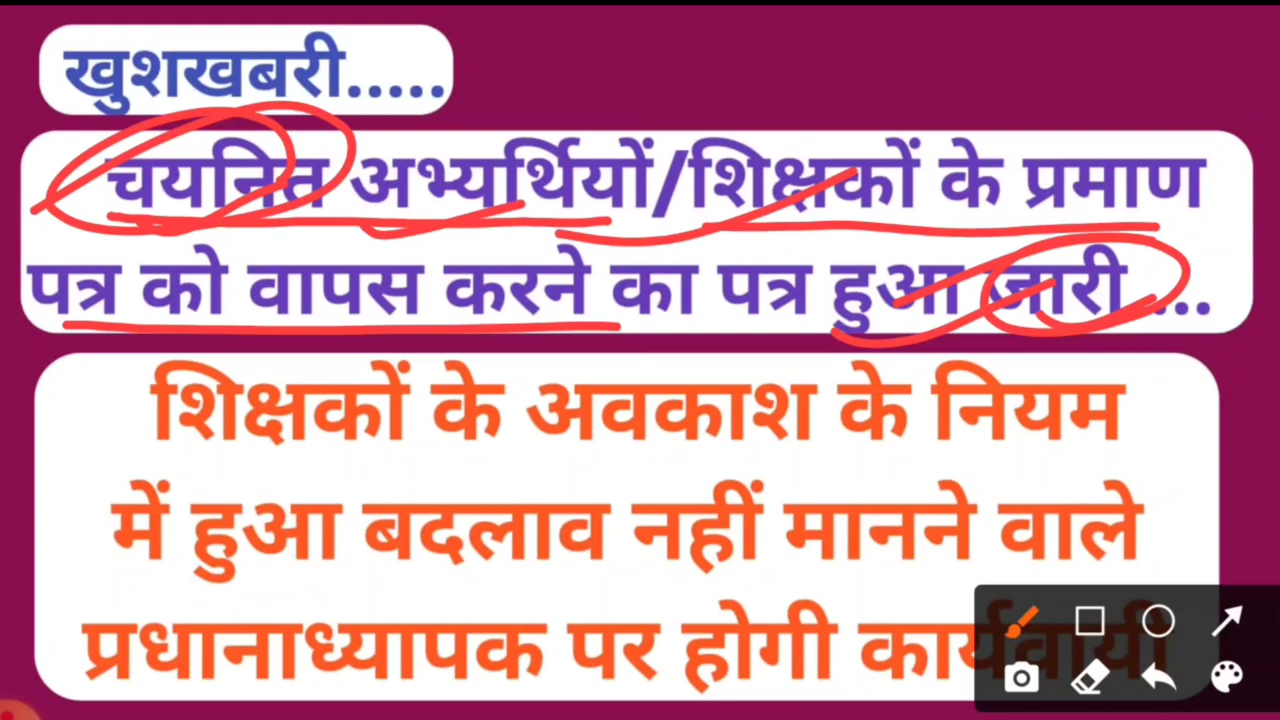 खुशखबरी.....
चयनित अभ्यर्थियों/शिक्षकों के प्रमाण
पत्र को वापस करने का पत्र हुआ जारी....
शिक्षकों के अवकाश के नियम
में हुआ बदलाव नहीं मानने वाले
प्रधानाध्यापक पर होगी कार्यवायी